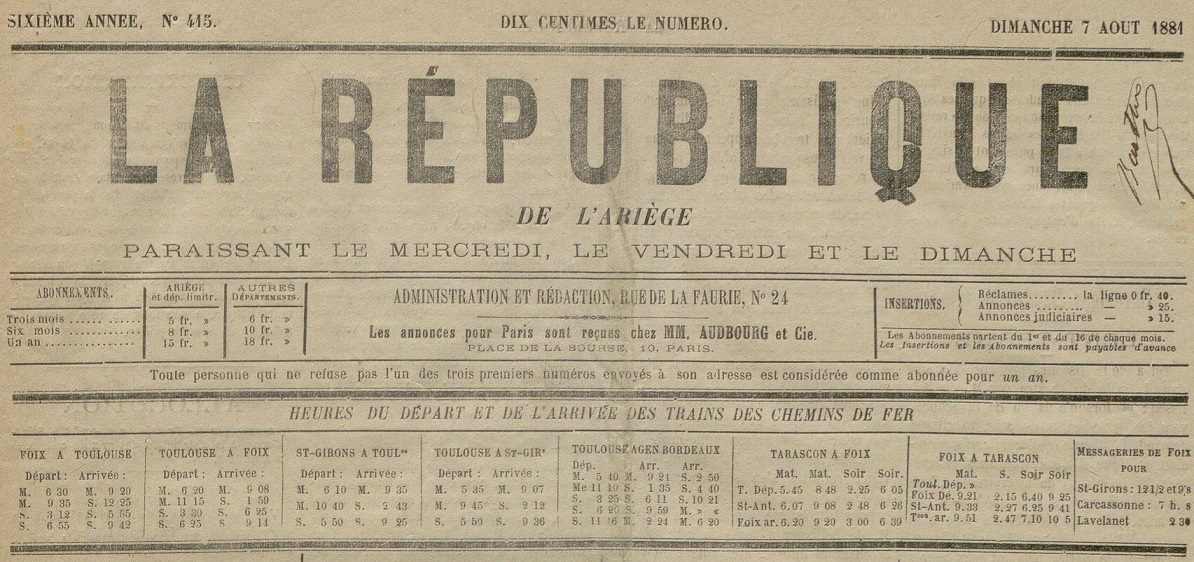 SIXIÈME ANNÉE, N° 415.
DIX CENTIMES LE NUMERO.
DIMANCHE 7 AOUT 1881
LA RÉPUBLIQUE
DE L'ARIÈGE
PARAISSANT LE MERCREDI, LE VENDREDI ET LE DIMANCHE
ABONNEMENTS.
ARIÈGE et dép. limitr.
AUTRES DÉPARTEMENTS.
Trois mois ...... 5 fr. » 6 fr. »
Six mois ...... 8 fr. » 10 fr. »
Un an ...... 15 fr. » 18 fr. »
ADMINISTRATION ET RÉDACTION, RUE DE LA FAURIE, N° 24
Les annonces pour Paris sont reçues chez MM. AUDBOURG et Cie.
PLACE DE LA BOURSE, 10, PARIS.
INSERTIONS.
Réclames......... la ligne 0 fr. 40.
Annonces ......... — » 25.
Annonces judiciaires — » 15.
Les Abonnements partent du 1er et du 16 de chaque mois.
Les Insertions et les Abonnements sont payables d'avance
Toute personne qui ne refuse pas l'un des trois premiers numéros envoyés à son adresse est considérée comme abonnée pour un an.
HEURES DU DÉPART ET DE L'ARRIVÉE DES TRAINS DES CHEMINS DE FER
FOIX A TOULOUSE
Départ : Arrivée :
M. 6 30 M. 9 20
M. 9 35 S. 12 25
S. 3 12 S. 5 55
S. 6 55 S. 9 42
TOULOUSE A FOIX
Départ : Arrivée :
M. 6 20 M. 9 08
M. 11 15 S. 1 59
S. 3 30 S. 6 25
S. 6 25 S. 9 14
ST-GIRONS A TOULse
Départ : Arrivée :
M. 6 10 M. 9 35
M. 10 40 S. 2 43
S. 5 50 S. 9 25
TOULOUSE A St-GIRs
Départ : Arrivée :
M. 5 35 M. 9 07
M. 9 45 S. 2 12
S. 5 50 S. 9 36
TOULOUSE AGEN BORDEAUX
Dép. Arr. Arr.
M. 5 40 M. 9 21 S. 2 50
M. 11 10 S. 1 35 S. 4 40
S. 3 25 S. 6 11 S. 10 21
S. 6 20 S. 9 59 M. » «
S. 11 46 M. 2 24 M. 6 20
TARASCON A FOIX
Mat. Mat. Soir Soir.
T. Dép. 5.45 8 48 2.25 6 05
St-Ant. 6.07 9 08 2 48 6 26
Foix ar. 6.20 9 20 3 00 6 39
FOIX A TARASCON
Mat. S. Soir Soir
Toul. Dép. »
Foix Dé. 9.21 2.15 6.40 9 25
St-Ant. 9.33 2.27 6.25 9 41
ar. 9.51 2.47 7.10 10 5
MESSAGERIES DE FOIX
POUR
St-Girons : 12 1/2 et 9's
Carcassonne : 7 h. s
Lavelanet 2 30